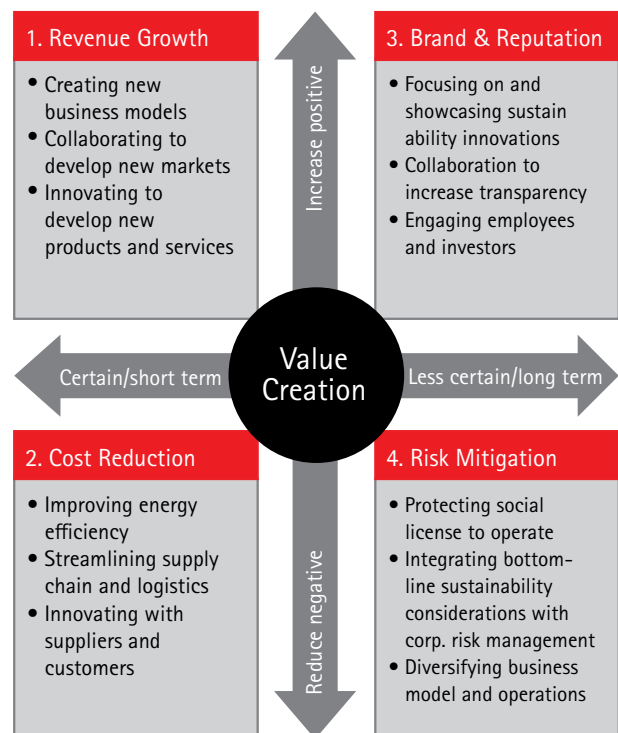 1. Revenue Growth
• Creating new
business models
• Collaborating to
develop new markets
• Innovating to
develop new
products and services
Increase positive
3. Brand & Reputation
• Focusing on and
showcasing sustain
ability innovations
• Collaboration to
increase transparency
• Engaging employees
and investors
Certain/short term
Value
Creation
Less certain/long term
2. Cost Reduction
• Improving energy
efficiency
• Streamlining supply
chain and logistics
• Innovating with
suppliers and
customers
Reduce negative
4. Risk Mitigation
• Protecting social
license to operate
• Integrating bottom-
line sustainability
considerations with
corp. risk management
• Diversifying business
model and operations